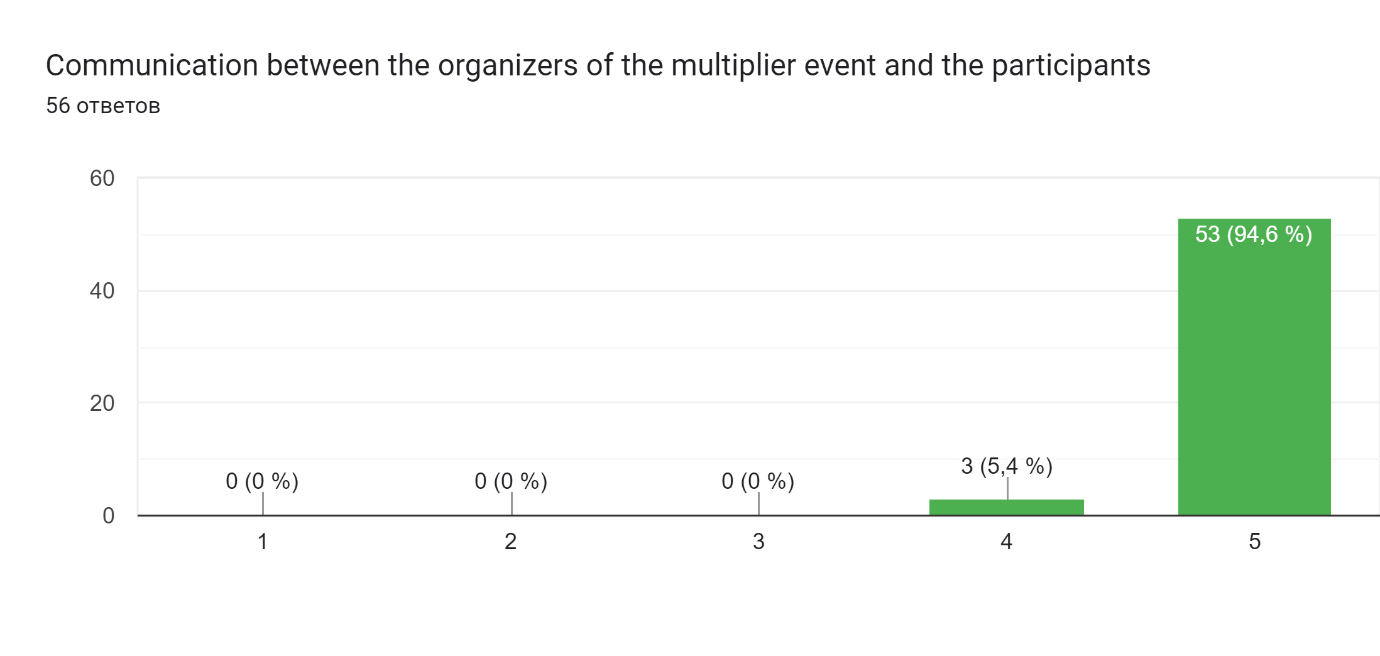 Communication between the organizers of the multiplier event and the participants
56 ответов
60
40
20
0
0 (0 %)
0 (0 %)
0 (0 %)
3 (5,4 %)
53 (94,6 %)
1
2
3
4
5